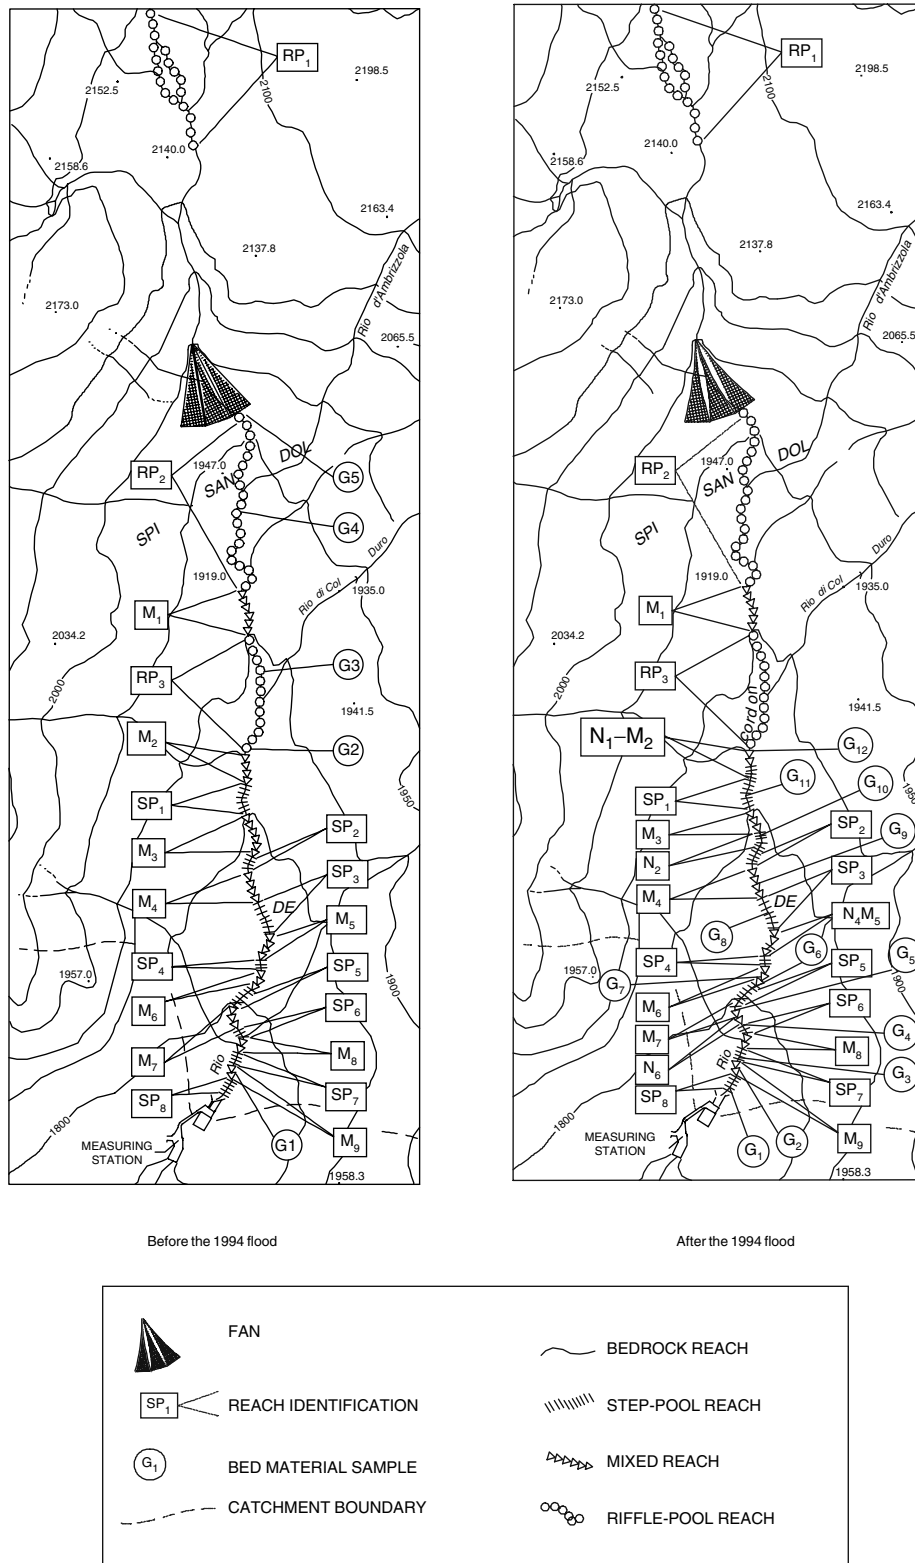 RP1
2198.5
2152.5
2100
2140.0
2158.6
2163.4
2137.8
Rio d'Ambrizzola
2173.0
2065.5
DOL
1947.0
RP2
SAN
G5
SPI
G4
Duro
1919.0
Rio di Col
1935.0
M1
2034.2
G3
RP3
2000
1941.5
M2
G2
1950
SP1
SP2
M3
SP3
M4
DE
M5
SP4
SP5
1957.0
1900
M6
SP6
M7
Rio
M8
SP8
SP7
1800
MEASURING
STATION
G1
M9
1958.3
RP1
2198.5
2152.5
2100
2140.0
2158.6
2163.4
2137.8
Rio d'Ambrizzola
2173.0
2065.5
DOL
1947.0
RP2
SAN
SPI
Duro
1919.0
Rio di Col
1935.0
M1
2034.2
RP3
2000
Cordon
1941.5
N1–M2
G12
G11
G10
1950
SP1
SP2
M3
G9
N2
SP3
M4
DE
N4M5
G8
G6
SP4
SP5
G5
1957.0
G7
1900
M6
SP6
G4
M7
Rio
M8
N6
G3
SP8
SP7
1800
MEASURING
STATION
G1
G2
M9
1958.3
Before the 1994 flood
After the 1994 flood
FAN
BEDROCK REACH
SP1
REACH IDENTIFICATION
STEP-POOL REACH
G1
BED MATERIAL SAMPLE
MIXED REACH
CATCHMENT BOUNDARY
RIFFLE-POOL REACH